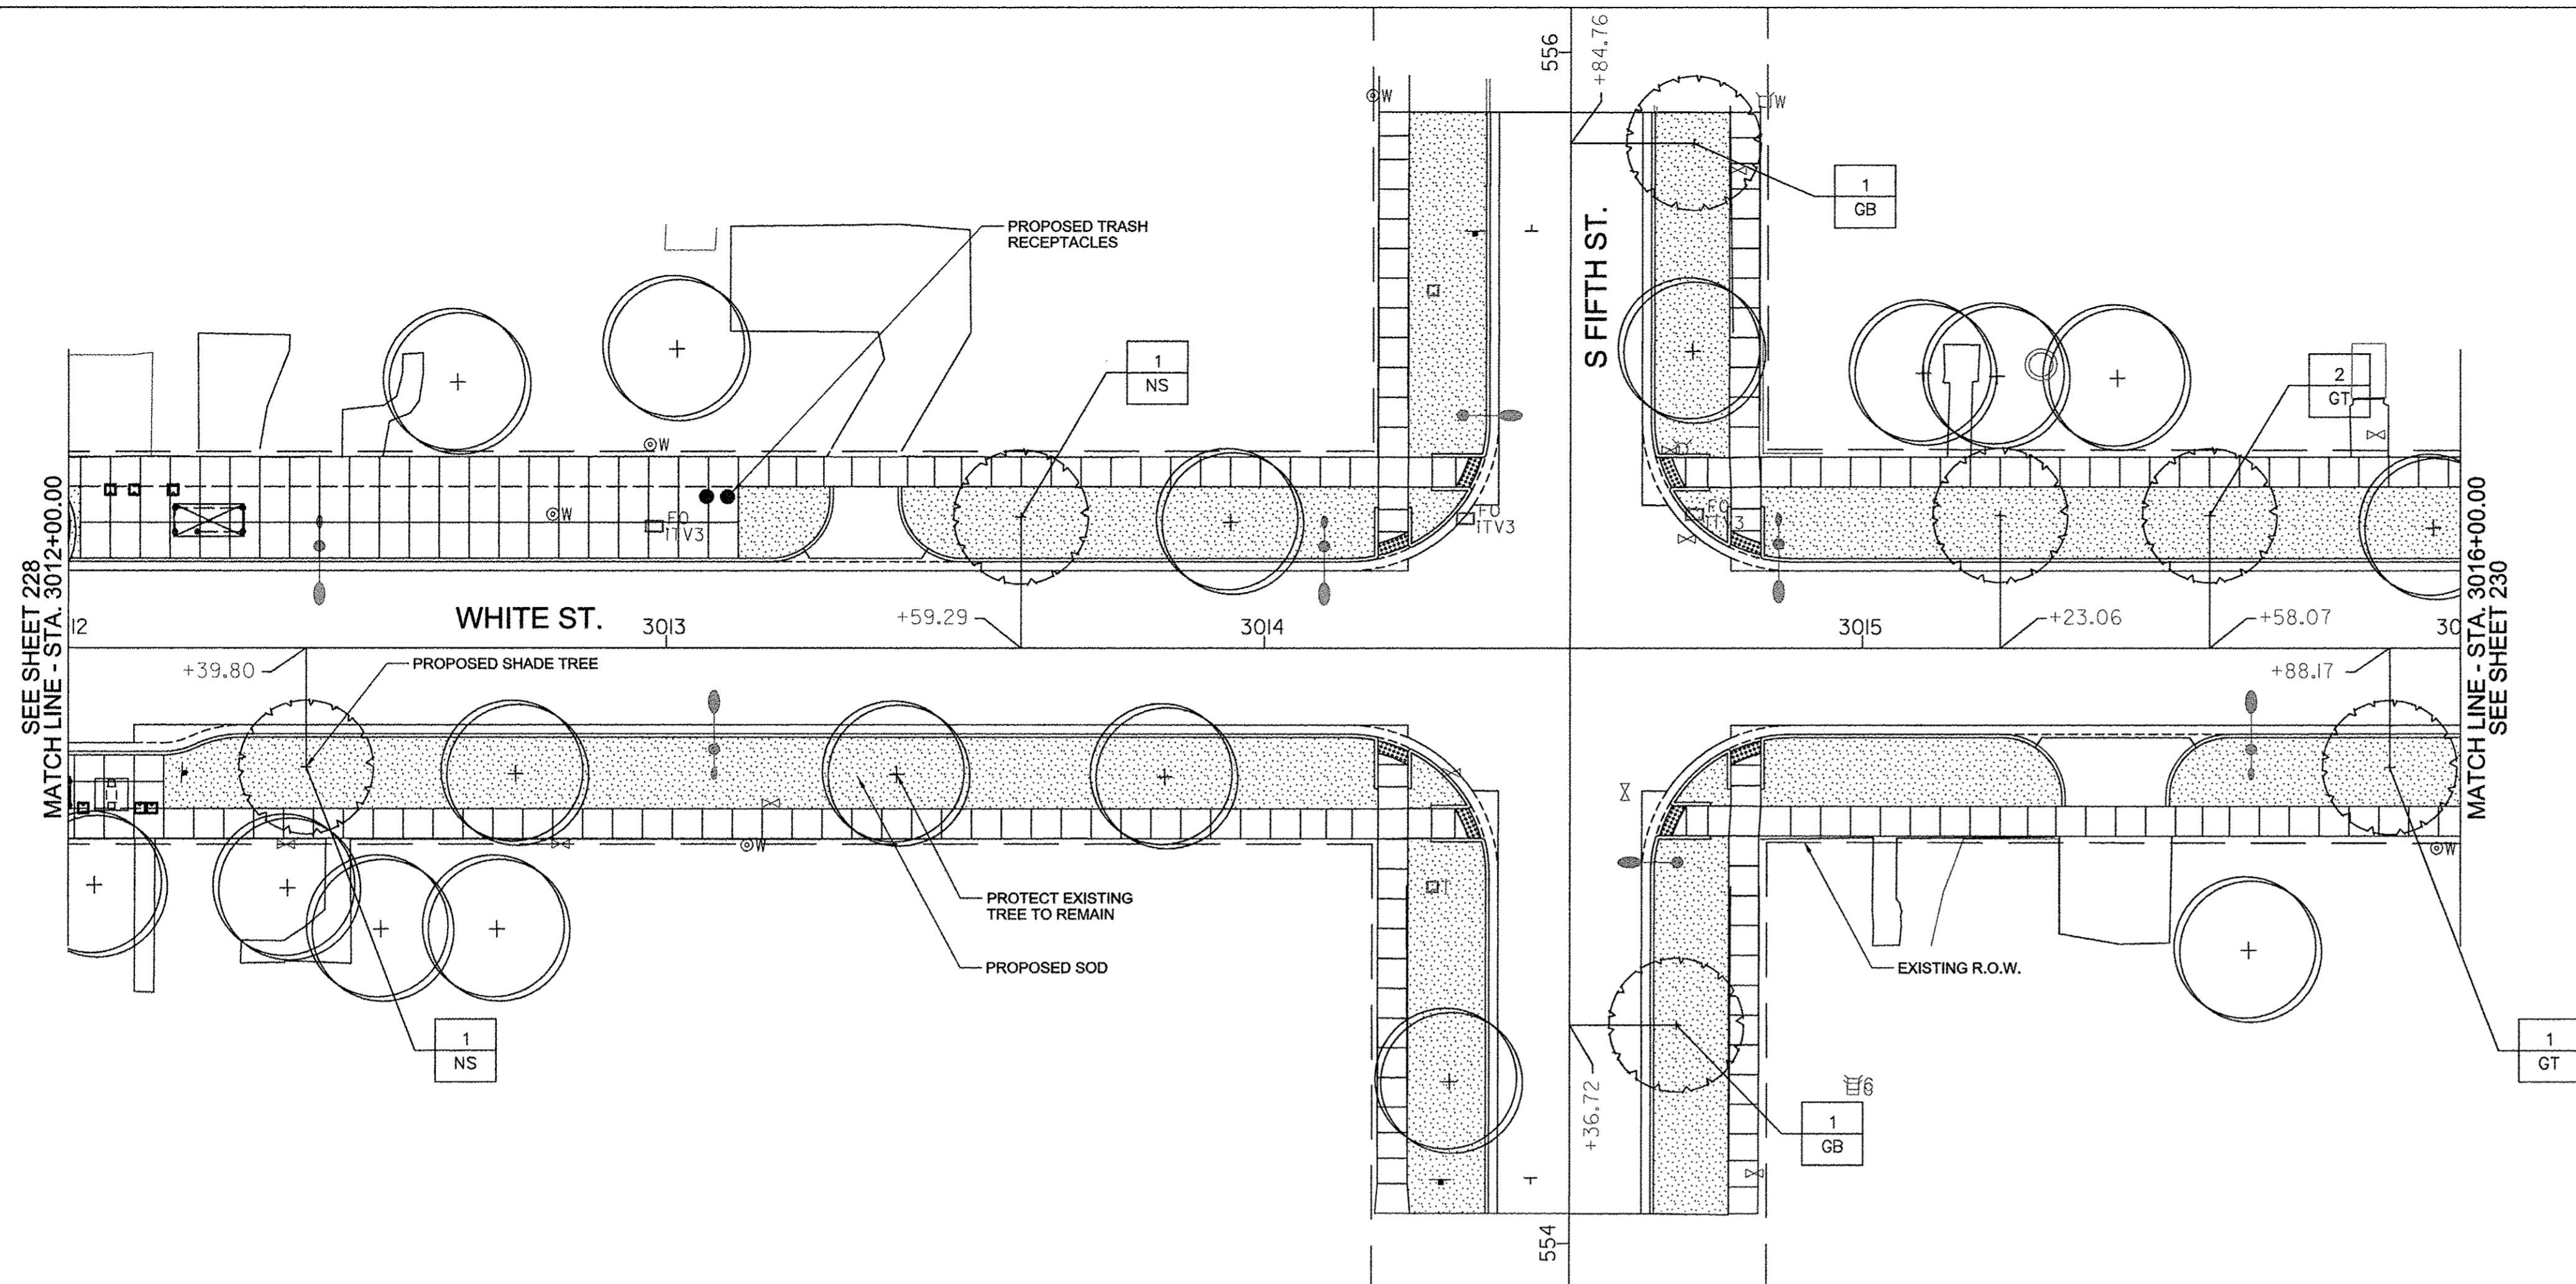 556
+84.76
W
W
1
GB
S FIFTH ST.
PROPOSED TRASH
RECEPTACLES
1
NS
2
GT
W
W
FO
ITV3
FO
ITV3
FO
ITV3
SEE SHEET 228
MATCH LINE - STA. 3012+00.00
12
WHITE ST.
3013
+59.29
3014
3015
+23.06
+58.07
30
MATCH LINE - STA. 3016+00.00
SEE SHEET 230
+39.80
PROPOSED SHADE TREE
+88.17
W
W
PROTECT EXISTING
TREE TO REMAIN
PROPOSED SOD
EXISTING R.O.W.
1
NS
+36.72
1
GB
1
GT
554